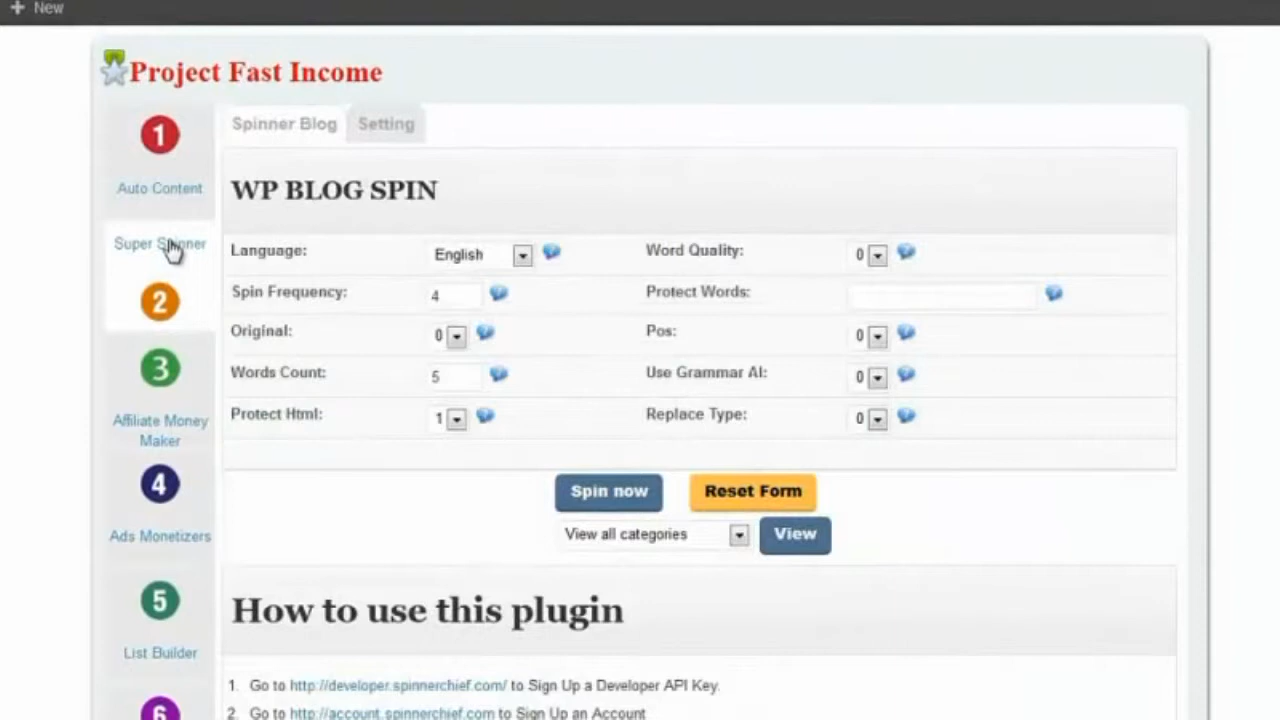 New
Project Fast Income
1
Auto Content
Super Spinner
2
3
Affiliate Money
Maker
4
Ads Monetizers
5
List Builder
6
Spinner Blog Setting
WP BLOG SPIN
Language: English Word Quality: 0
Spin Frequency: 4 Protect Words:
Original: 0 Pos: 0
Words Count: 5 Use Grammar AI: 0
Protect Html: 1 Replace Type: 0
Spin now Reset Form
View all categories View
How to use this plugin
1. Go to http://developer.spinnerchief.com/ to Sign Up a Developer API Key.
2. Go to http://account.spinnerchief.com to Sign Up an Account